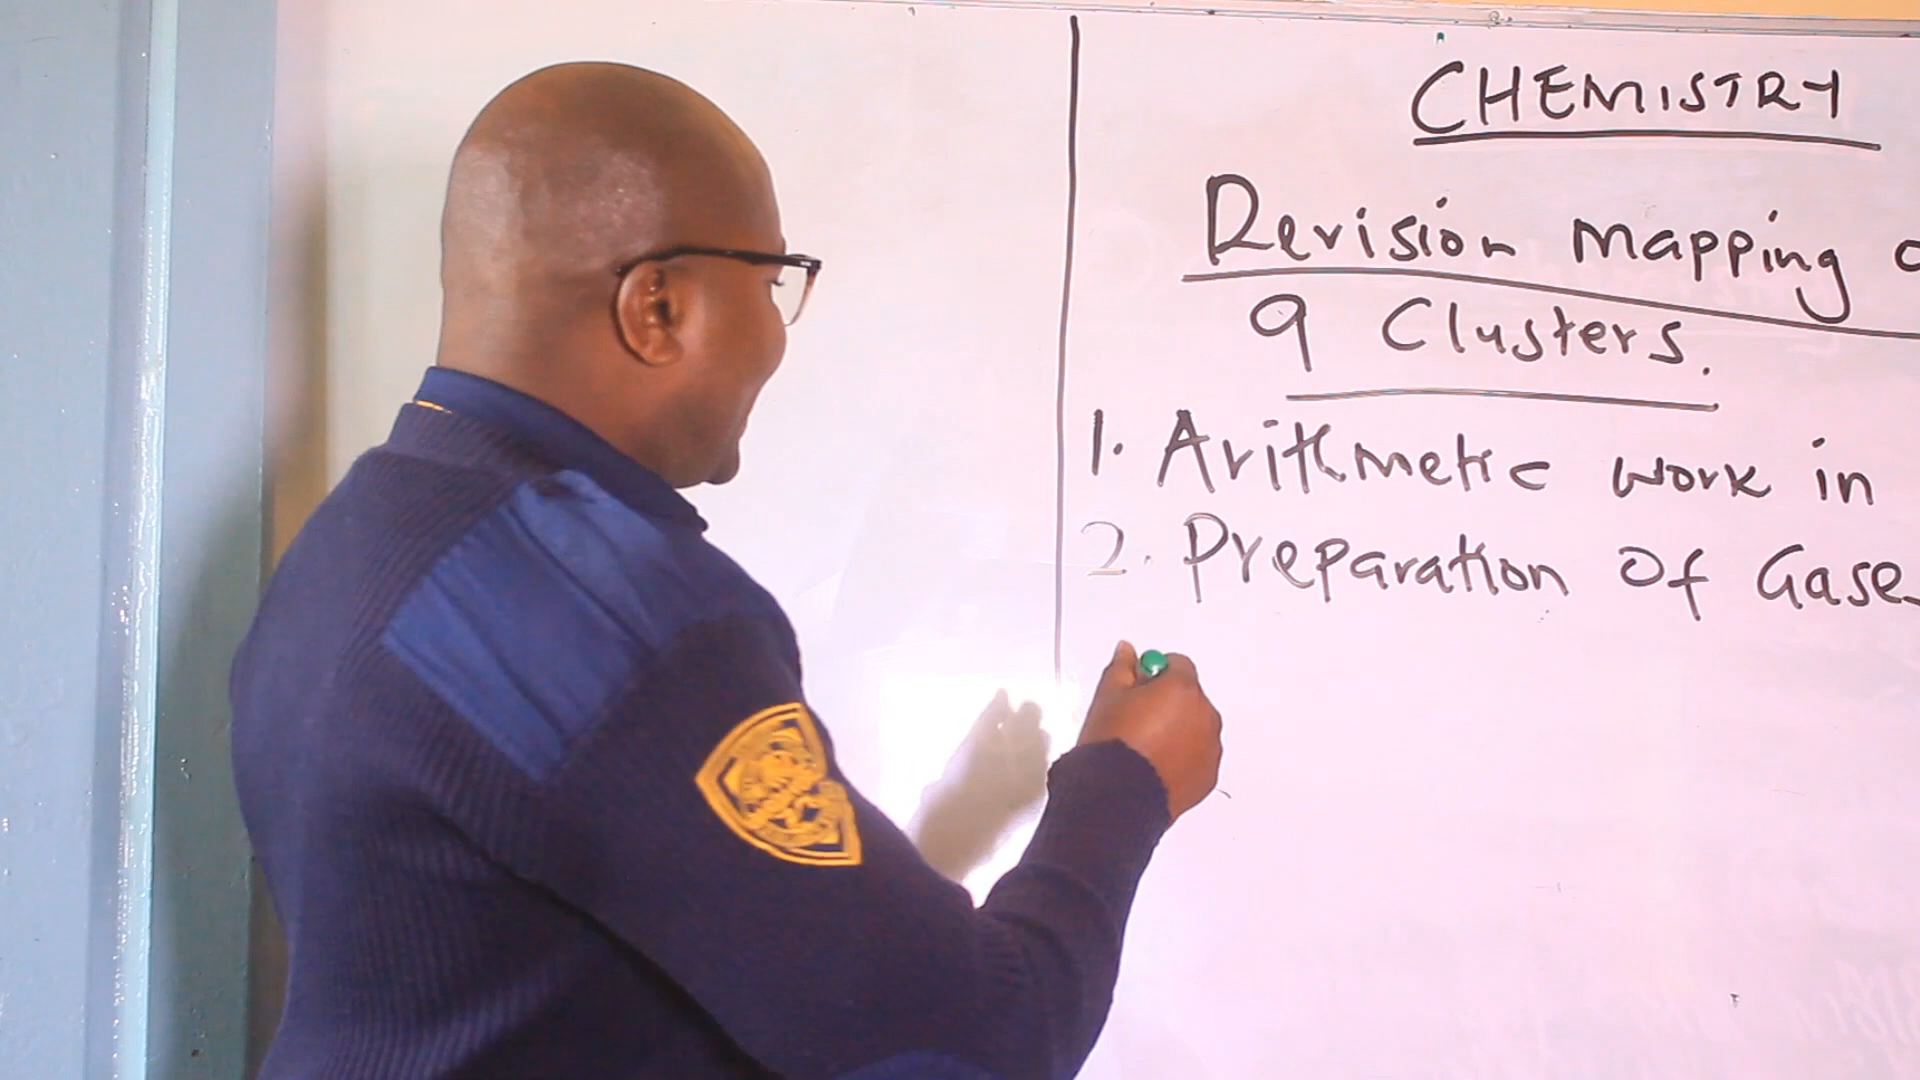 CHEMISTRY
Revision mapping
9 Clusters.
1. Arithmetic work in
2. Preparation of Gase